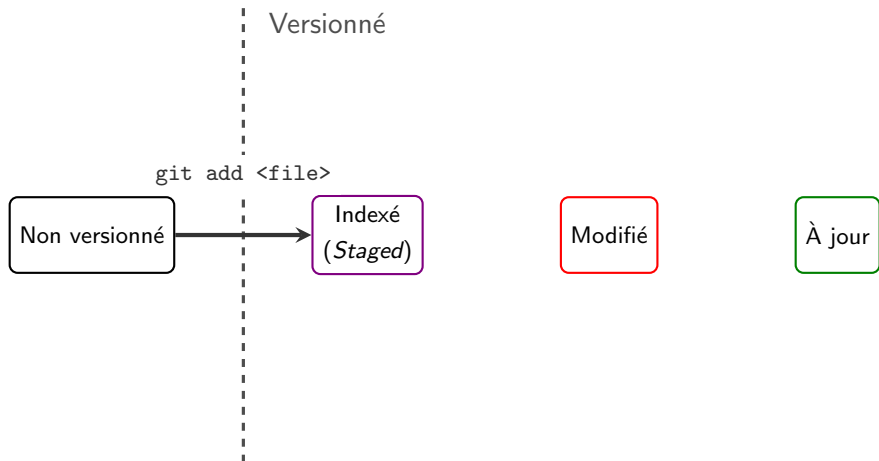 Versionné
git add <file>
Non versionné
Indexé
(Staged)
Modifié
À jour